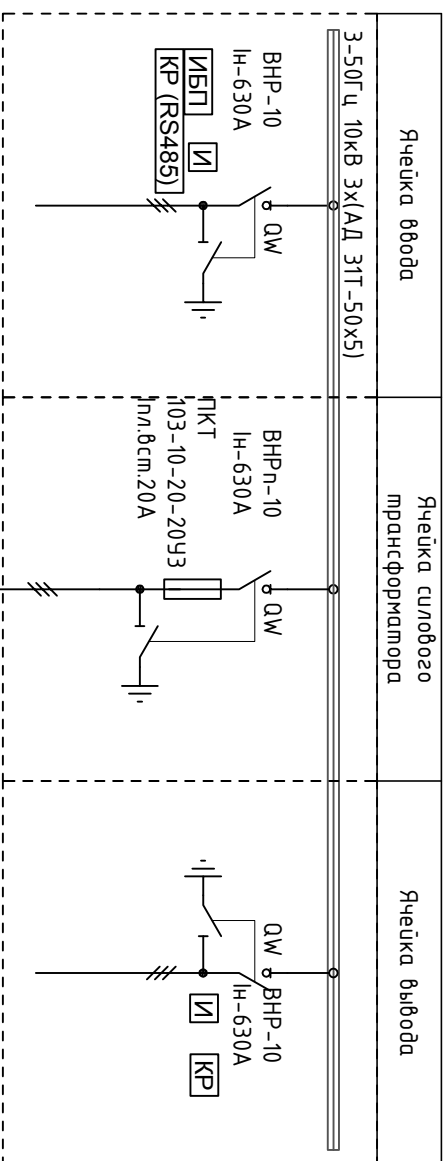 Ячейка ввода
Ячейка силового
трансформатора
Ячейка вывода
3-50Гц 10кВ 3х(АД 31Т-50х5)
ВНР-10
Iн-630А
QW
И
ИБП
КР (RS485)
ВНРп-10
Iн-630А
QW
ПКТ
103-10-20-20У3
Iпл.вст.20А
QW
ВНР-10
Iн-630А
И
КР